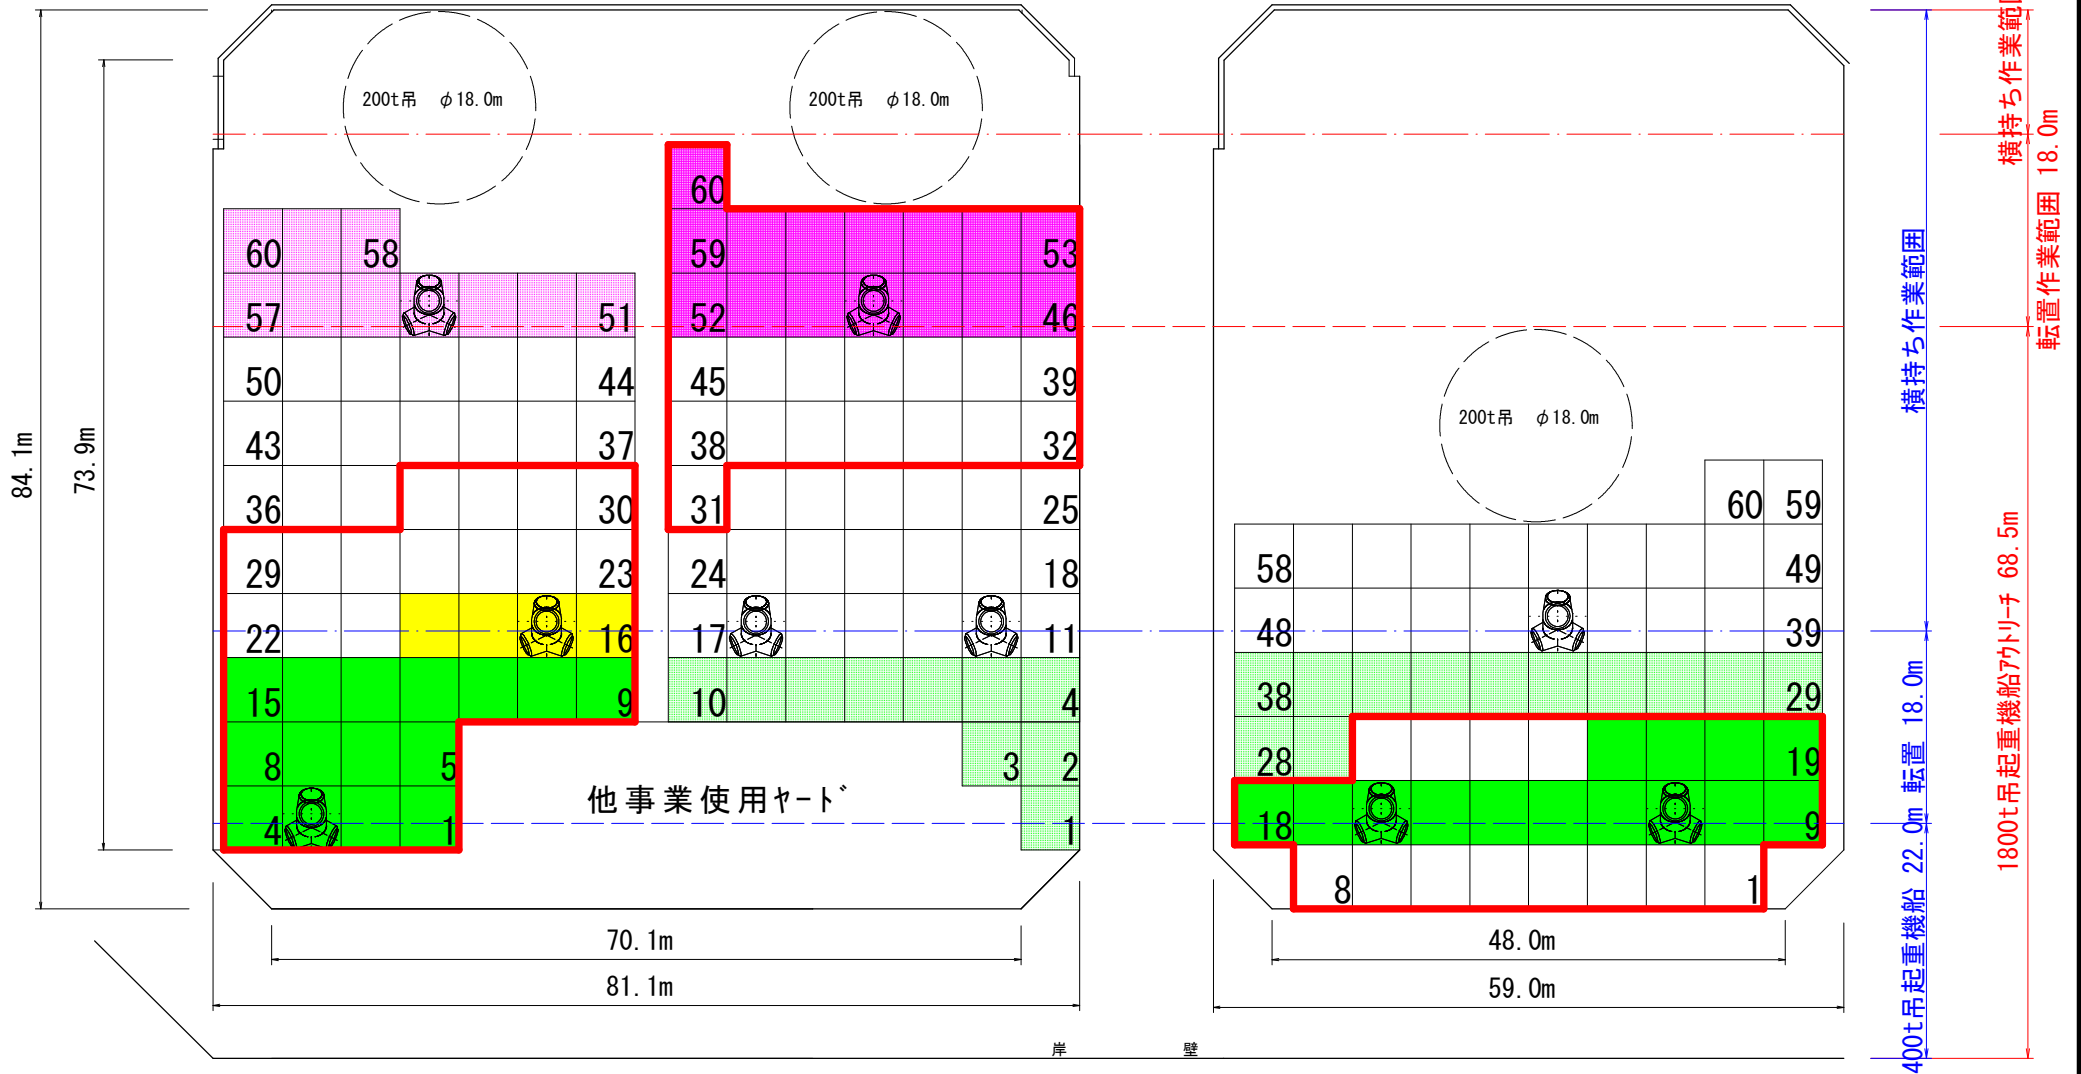 200t吊 φ18.0m
200t吊 φ18.0m
60
60 58
59 53
57 51
52 46
50 44
45 39
43 37
38 32
36 30
31 25
29 23
24 18
22 16
17 11
15 9
10 4
8 5
3 2
4 1
1
他事業使用ﾔｰﾄﾞ
200t吊 φ18.0m
60 59
58 49
48 39
38 29
28 19
18 9
8 1
84.1m
73.9m
70.1m
81.1m
48.0m
59.0m
岸 壁
横持ち作業範囲
転置 18.0m
400t吊起重機船 22.0m
横持ち作業範囲
転置作業範囲 18.0m
1800t吊起重機船ｱｳﾄﾘｰﾁ 68.5m